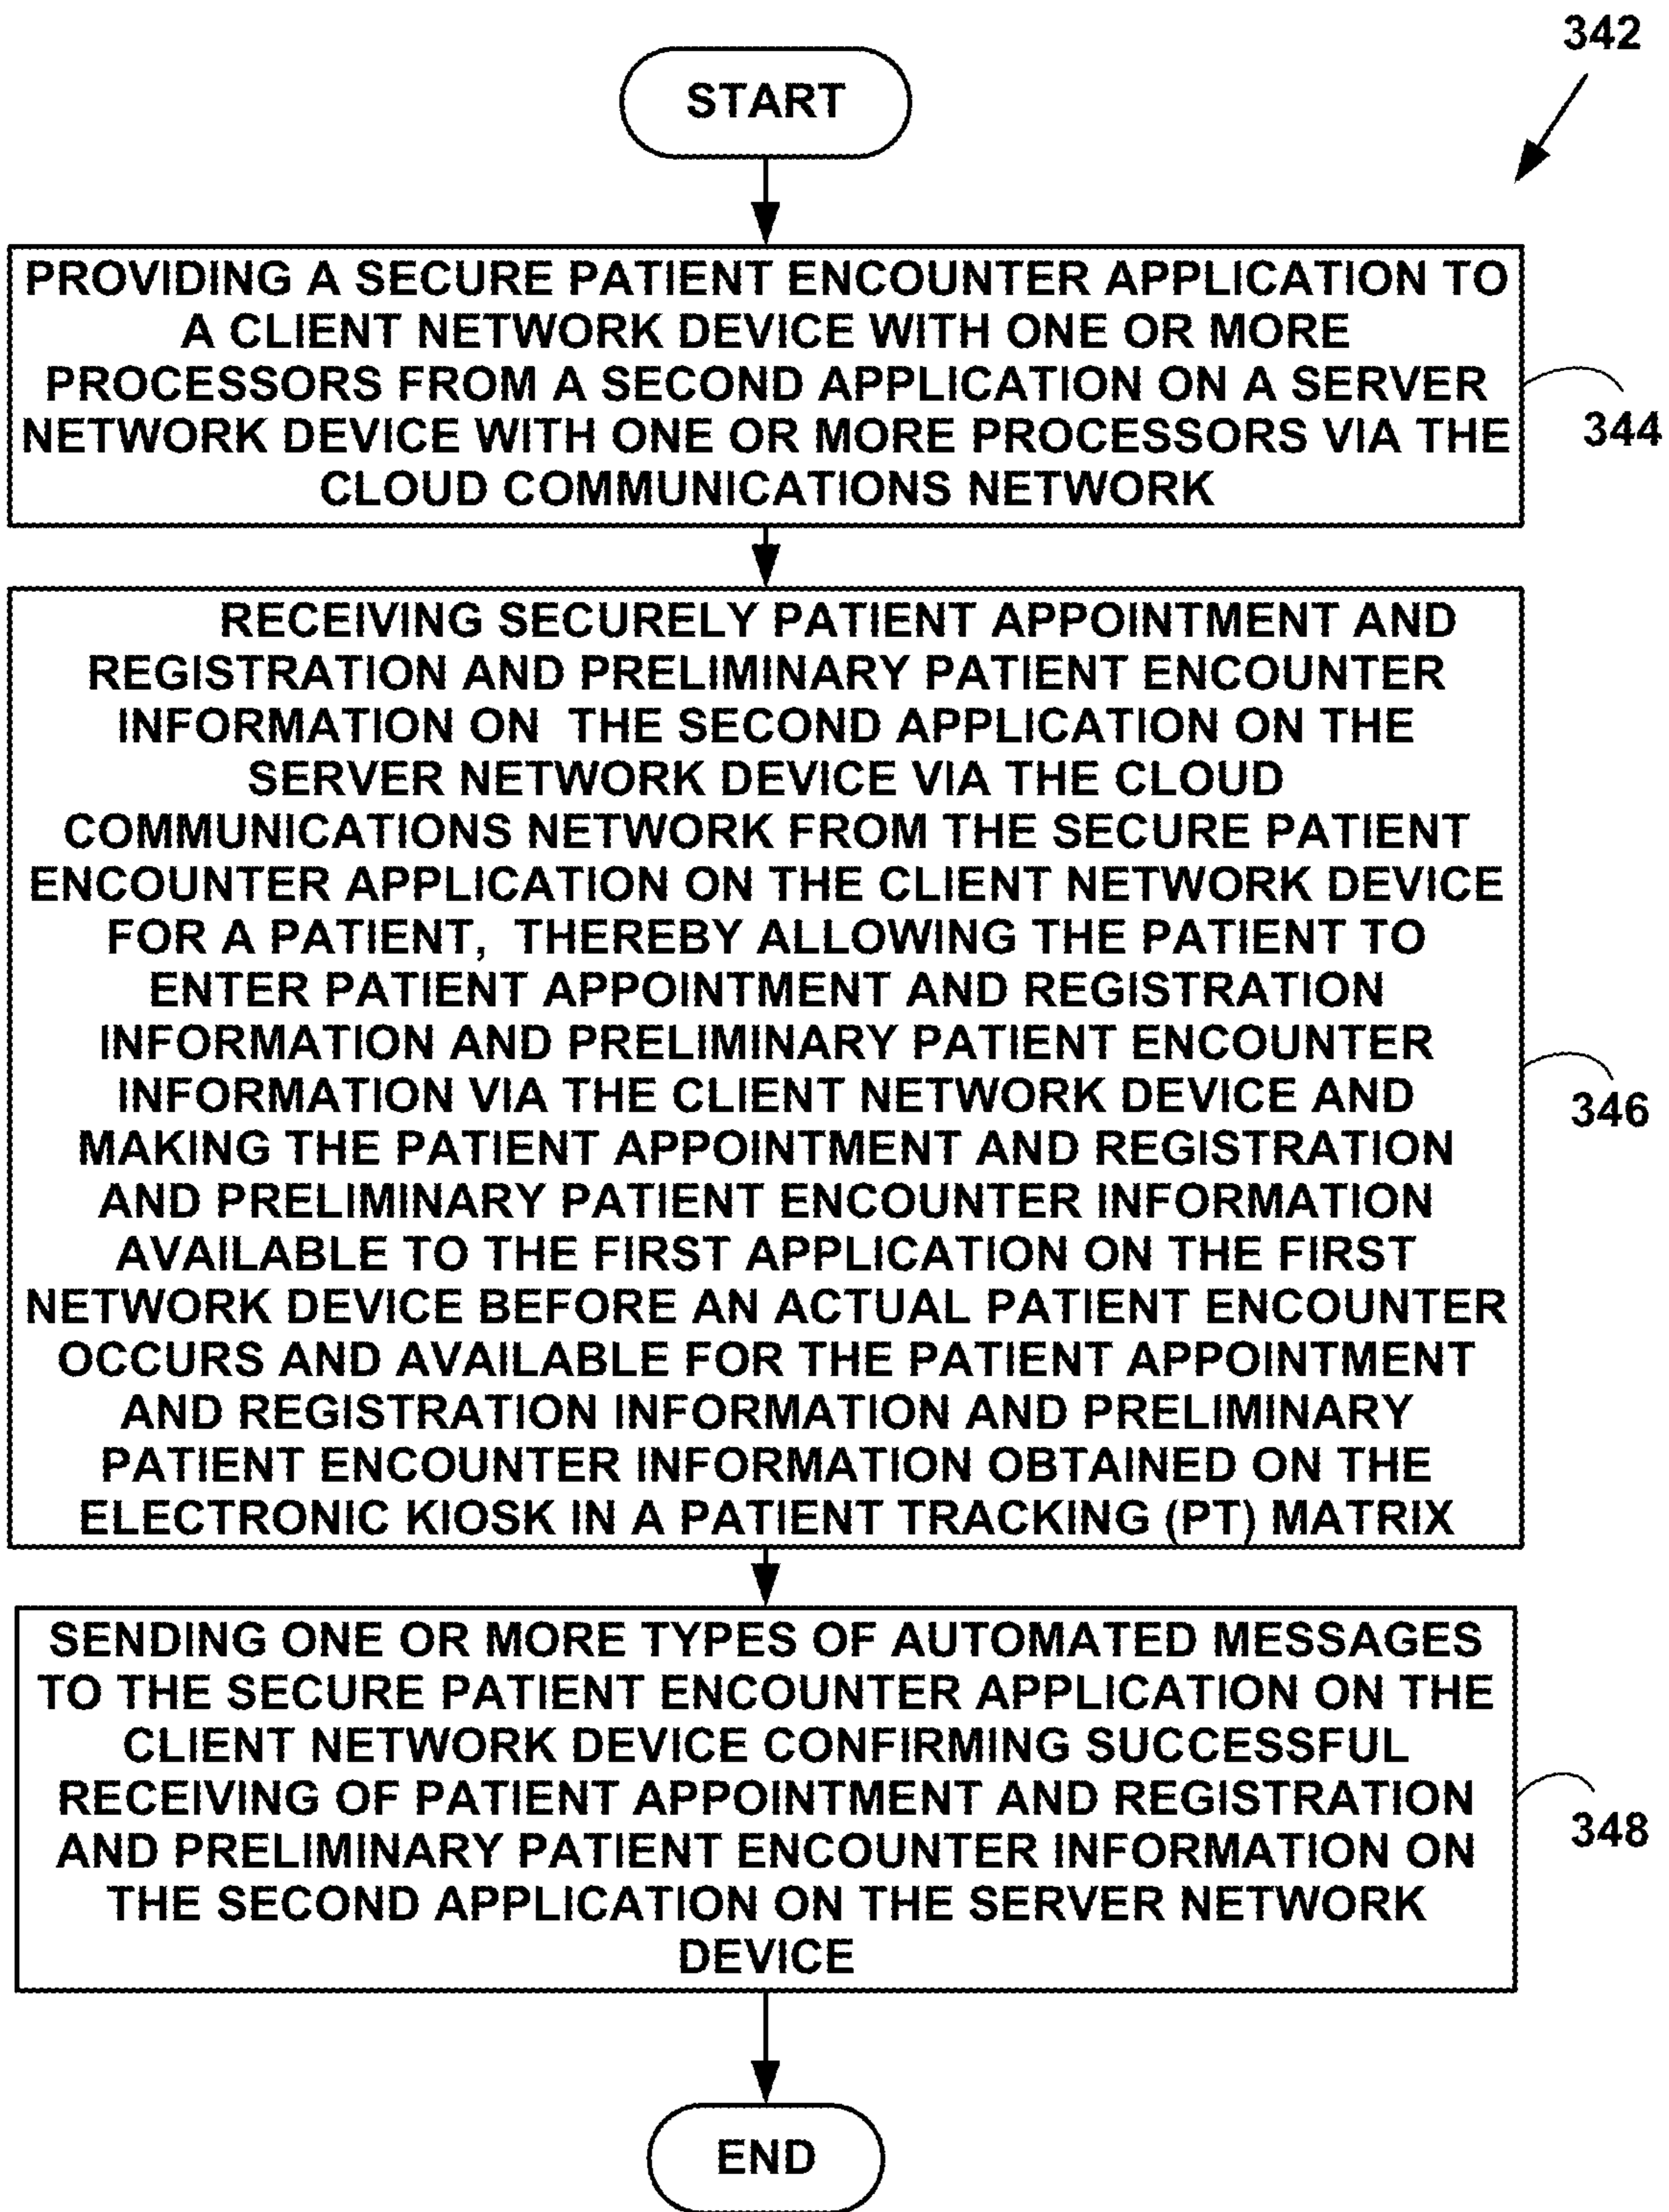 342
START
PROVIDING A SECURE PATIENT ENCOUNTER APPLICATION TO
A CLIENT NETWORK DEVICE WITH ONE OR MORE
PROCESSORS FROM A SECOND APPLICATION ON A SERVER
NETWORK DEVICE WITH ONE OR MORE PROCESSORS VIA THE
CLOUD COMMUNICATIONS NETWORK
344
RECEIVING SECURELY PATIENT APPOINTMENT AND
REGISTRATION AND PRELIMINARY PATIENT ENCOUNTER
INFORMATION ON THE SECOND APPLICATION ON THE
SERVER NETWORK DEVICE VIA THE CLOUD
COMMUNICATIONS NETWORK FROM THE SECURE PATIENT
ENCOUNTER APPLICATION ON THE CLIENT NETWORK DEVICE
FOR A PATIENT, THEREBY ALLOWING THE PATIENT TO
ENTER PATIENT APPOINTMENT AND REGISTRATION
INFORMATION AND PRELIMINARY PATIENT ENCOUNTER
INFORMATION VIA THE CLIENT NETWORK DEVICE AND
MAKING THE PATIENT APPOINTMENT AND REGISTRATION
AND PRELIMINARY PATIENT ENCOUNTER INFORMATION
AVAILABLE TO THE FIRST APPLICATION ON THE FIRST
NETWORK DEVICE BEFORE AN ACTUAL PATIENT ENCOUNTER
OCCURS AND AVAILABLE FOR THE PATIENT APPOINTMENT
AND REGISTRATION INFORMATION AND PRELIMINARY
PATIENT ENCOUNTER INFORMATION OBTAINED ON THE
ELECTRONIC KIOSK IN A PATIENT TRACKING (PT) MATRIX
346
SENDING ONE OR MORE TYPES OF AUTOMATED MESSAGES
TO THE SECURE PATIENT ENCOUNTER APPLICATION ON THE
CLIENT NETWORK DEVICE CONFIRMING SUCCESSFUL
RECEIVING OF PATIENT APPOINTMENT AND REGISTRATION
AND PRELIMINARY PATIENT ENCOUNTER INFORMATION ON
THE SECOND APPLICATION ON THE SERVER NETWORK
DEVICE
348
END